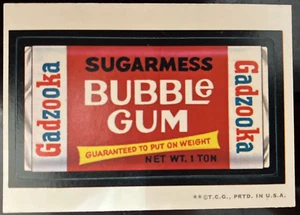 Gadzooka
SUGARMESS
BUBBLe
GUM
GUARANTEED TO PUT ON WEIGHT
NET WT. 1 TON
Gadzooka
**©T.C.G., PRTD. IN U.S.A.